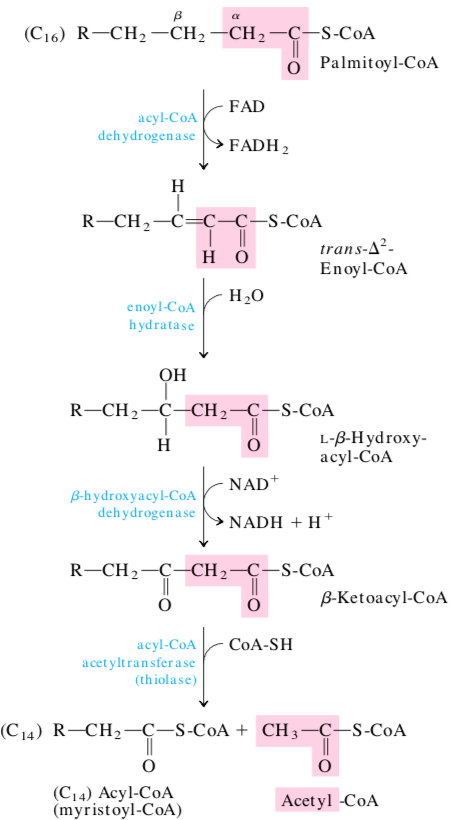 β α
(C₁₆) R—CH₂—CH₂—CH₂—C—S-CoA
O
Palmitoyl-CoA
acyl-CoA
dehydrogenase
FAD
FADH₂
H
R—CH₂—C=C—C—S-CoA
H O
trans-Δ²-
Enoyl-CoA
enoyl-CoA
hydratase
H₂O
OH
R—CH₂—C—CH₂—C—S-CoA
H O
L-β-Hydroxy-
acyl-CoA
β-hydroxyacyl-CoA
dehydrogenase
NAD⁺
NADH + H⁺
R—CH₂—C—CH₂—C—S-CoA
O O
β-Ketoacyl-CoA
acyl-CoA
acetyltransferase
(thiolase)
CoA-SH
(C₁₄) R—CH₂—C—S-CoA + CH₃—C—S-CoA
O O
(C₁₄) Acyl-CoA
(myristoyl-CoA)
Acetyl-CoA